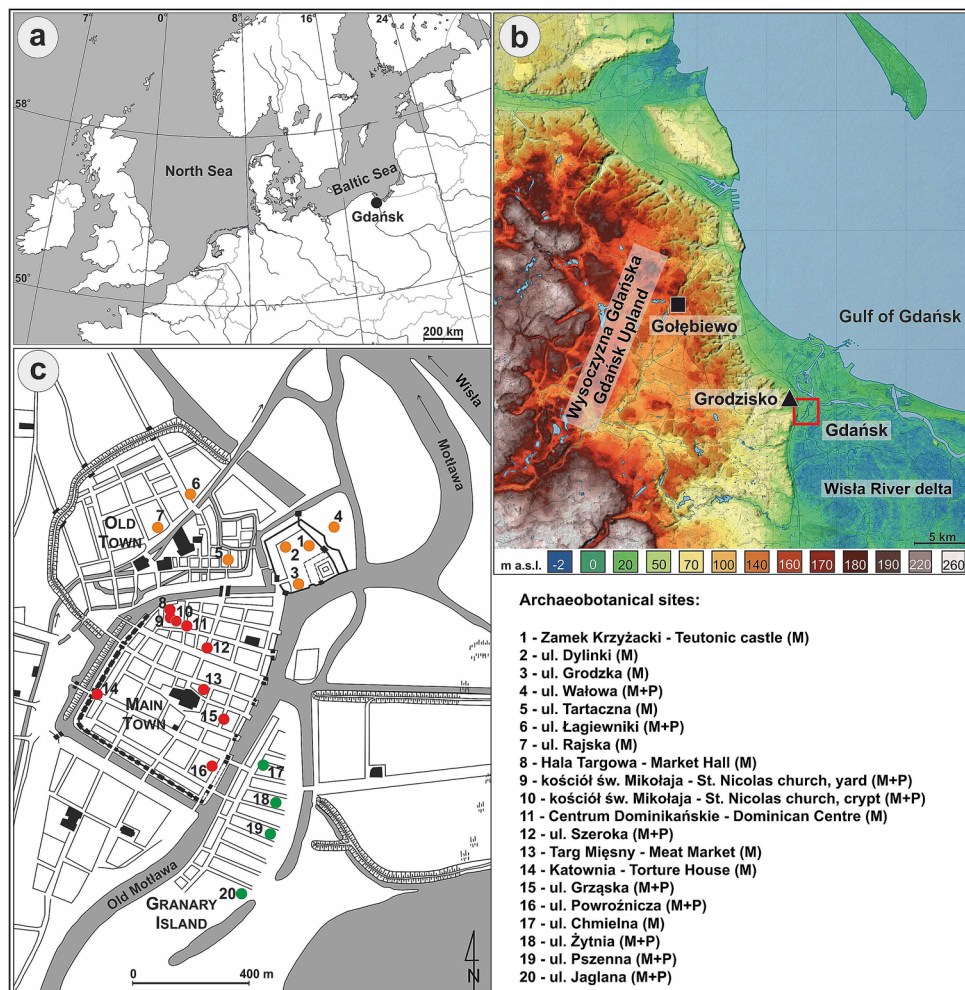 a
7°
0°
8°
16°
24°
58°
50°
North Sea
Baltic Sea
Gdańsk
200 km
b
Wysoczyzna Gdańska
Gdańsk Upland
Gołębiewo
Gulf of Gdańsk
Grodzisko
Gdańsk
Wisła River delta
5 km
m a.s.l. -2 0 20 50 70 100 140 160 170 180 190 220 260
c
Wisła
Motława
6
7
OLD TOWN
5
4
1
2
3
8
9
10
11
12
13
14
MAIN TOWN
15
16
17
18
19
20
Old Motława
GRANARY ISLAND
0 400 m
N
Archaeobotanical sites:
1 - Zamek Krzyżacki - Teutonic castle (M)
2 - ul. Dylinki (M)
3 - ul. Grodzka (M)
4 - ul. Wałowa (M+P)
5 - ul. Tartaczna (M)
6 - ul. Łagiewniki (M+P)
7 - ul. Rajska (M)
8 - Hala Targowa - Market Hall (M)
9 - kościół św. Mikołaja - St. Nicolas church, yard (M+P)
10 - kościół św. Mikołaja - St. Nicolas church, crypt (M+P)
11 - Centrum Dominikańskie - Dominican Centre (M)
12 - ul. Szeroka (M+P)
13 - Targ Mięsny - Meat Market (M)
14 - Katownia - Torture House (M)
15 - ul. Grząska (M+P)
16 - ul. Powroźnicza (M+P)
17 - ul. Chmielna (M)
18 - ul. Żytnia (M+P)
19 - ul. Pszenna (M+P)
20 - ul. Jaglana (M+P)